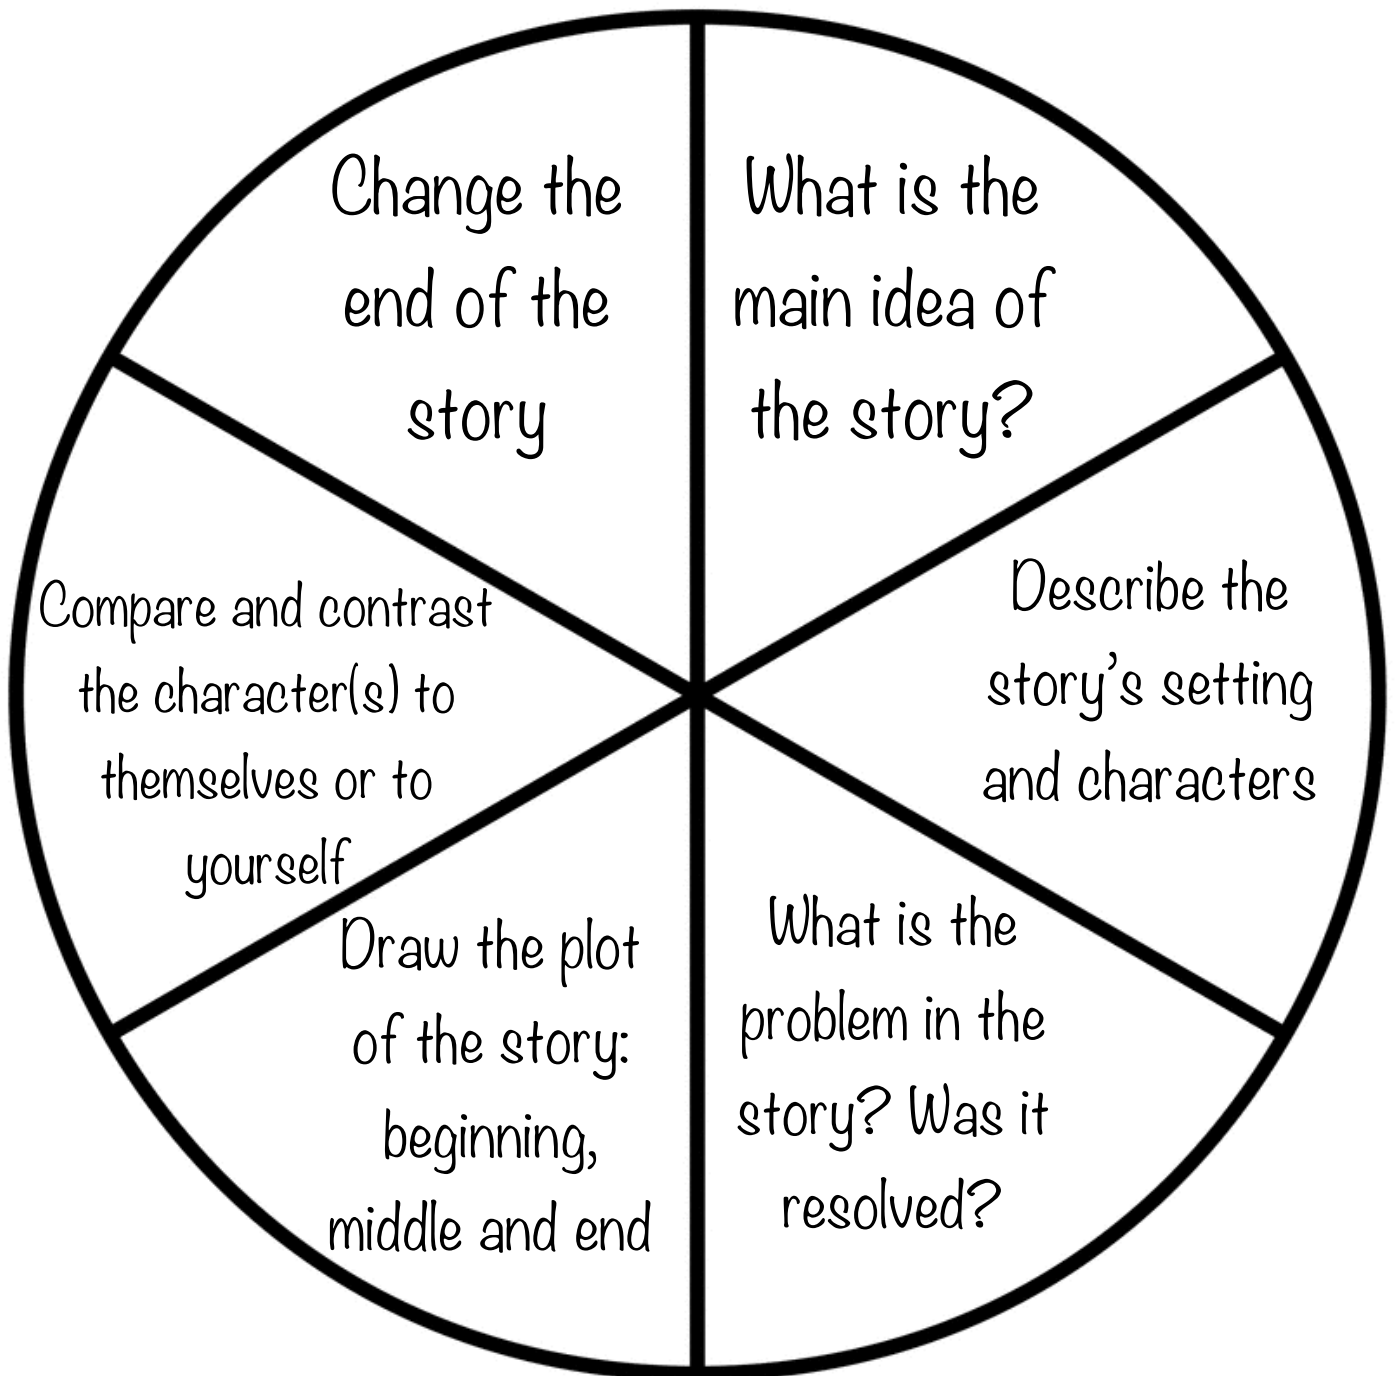 Change the
end of the
story
What is the
main idea of
the story?
Describe the
story's setting
and characters
What is the
problem in the
story? Was it
resolved?
Draw the plot
of the story:
beginning,
middle and end
Compare and contrast
the character(s) to
themselves or to
yourself